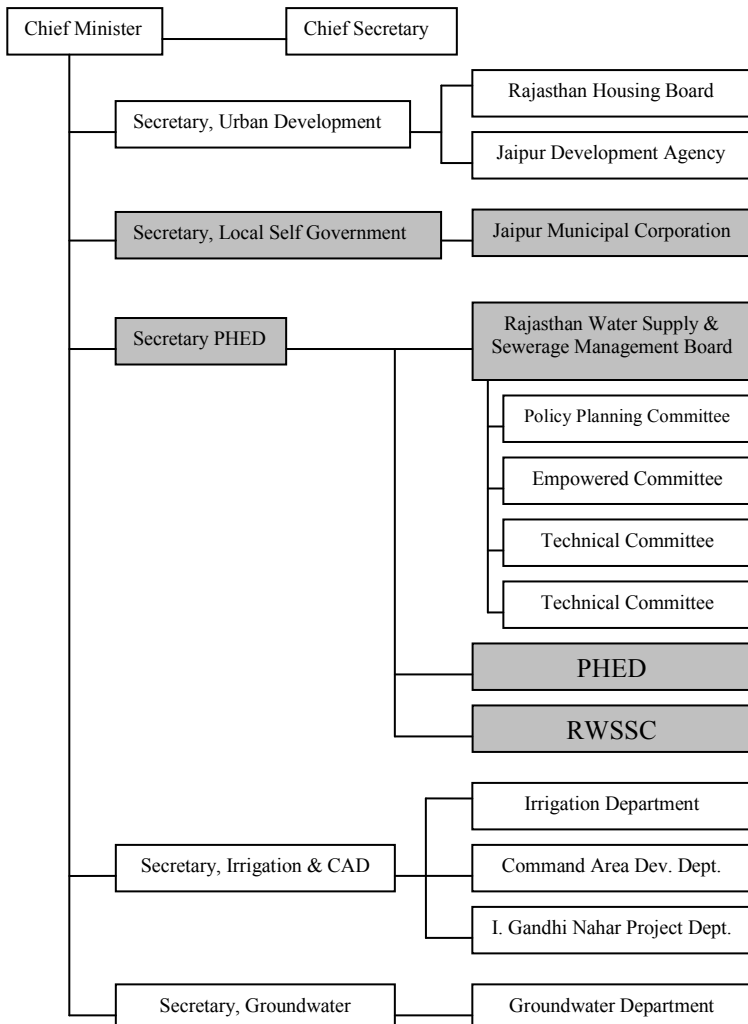 Chief Minister
Chief Secretary
Secretary, Urban Development
Rajasthan Housing Board
Jaipur Development Agency
Secretary, Local Self Government
Jaipur Municipal Corporation
Secretary PHED
Rajasthan Water Supply &
Sewerage Management Board
Policy Planning Committee
Empowered Committee
Technical Committee
Technical Committee
PHED
RWSSC
Secretary, Irrigation & CAD
Irrigation Department
Command Area Dev. Dept.
I. Gandhi Nahar Project Dept.
Secretary, Groundwater
Groundwater Department